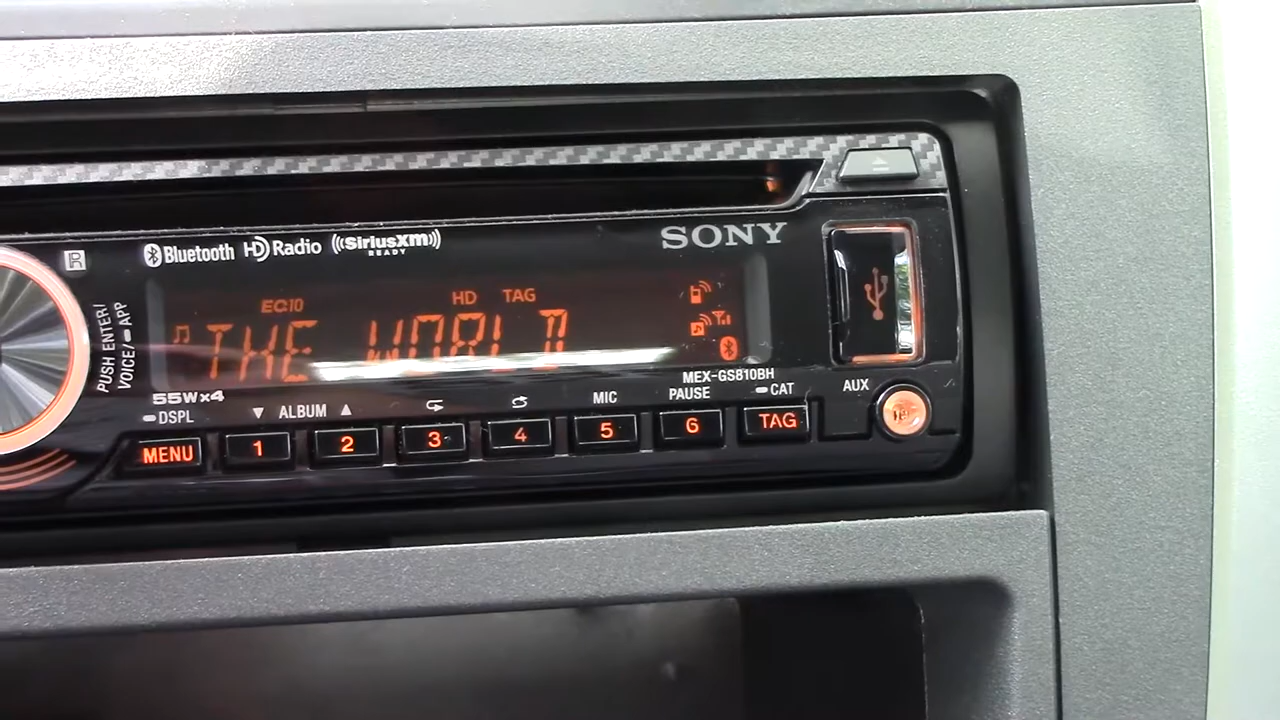 Bluetooth HD Radio ((SiriusXM)) READY
SONY
PUSH ENTER/
VOICE/ APP
EQ10 HD TAG
THE WORLD
55W×4
MEX-GS810BH
DSPL ▼ ALBUM ▲ MIC PAUSE CAT AUX
MENU 1 2 3 4 5 6 TAG